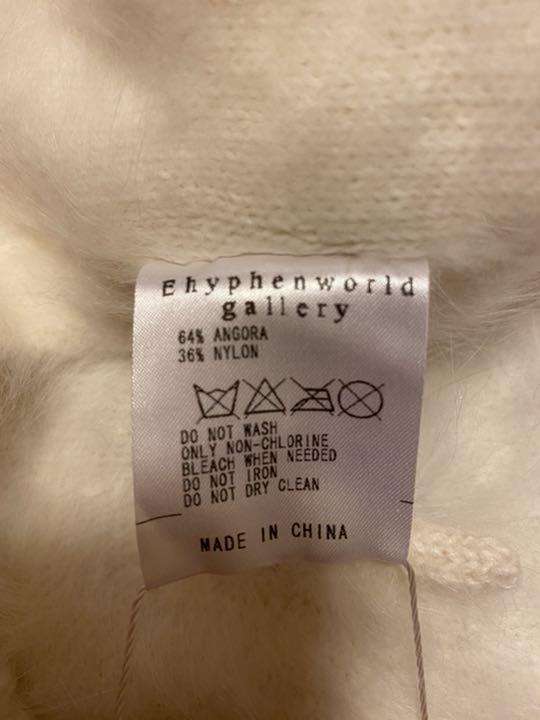 Ehyphenworld
gallery
64% ANGORA
36% NYLON
DO NOT WASH
ONLY NON-CHLORINE
BLEACH WHEN NEEDED
DO NOT IRON
DO NOT DRY CLEAN
MADE IN CHINA